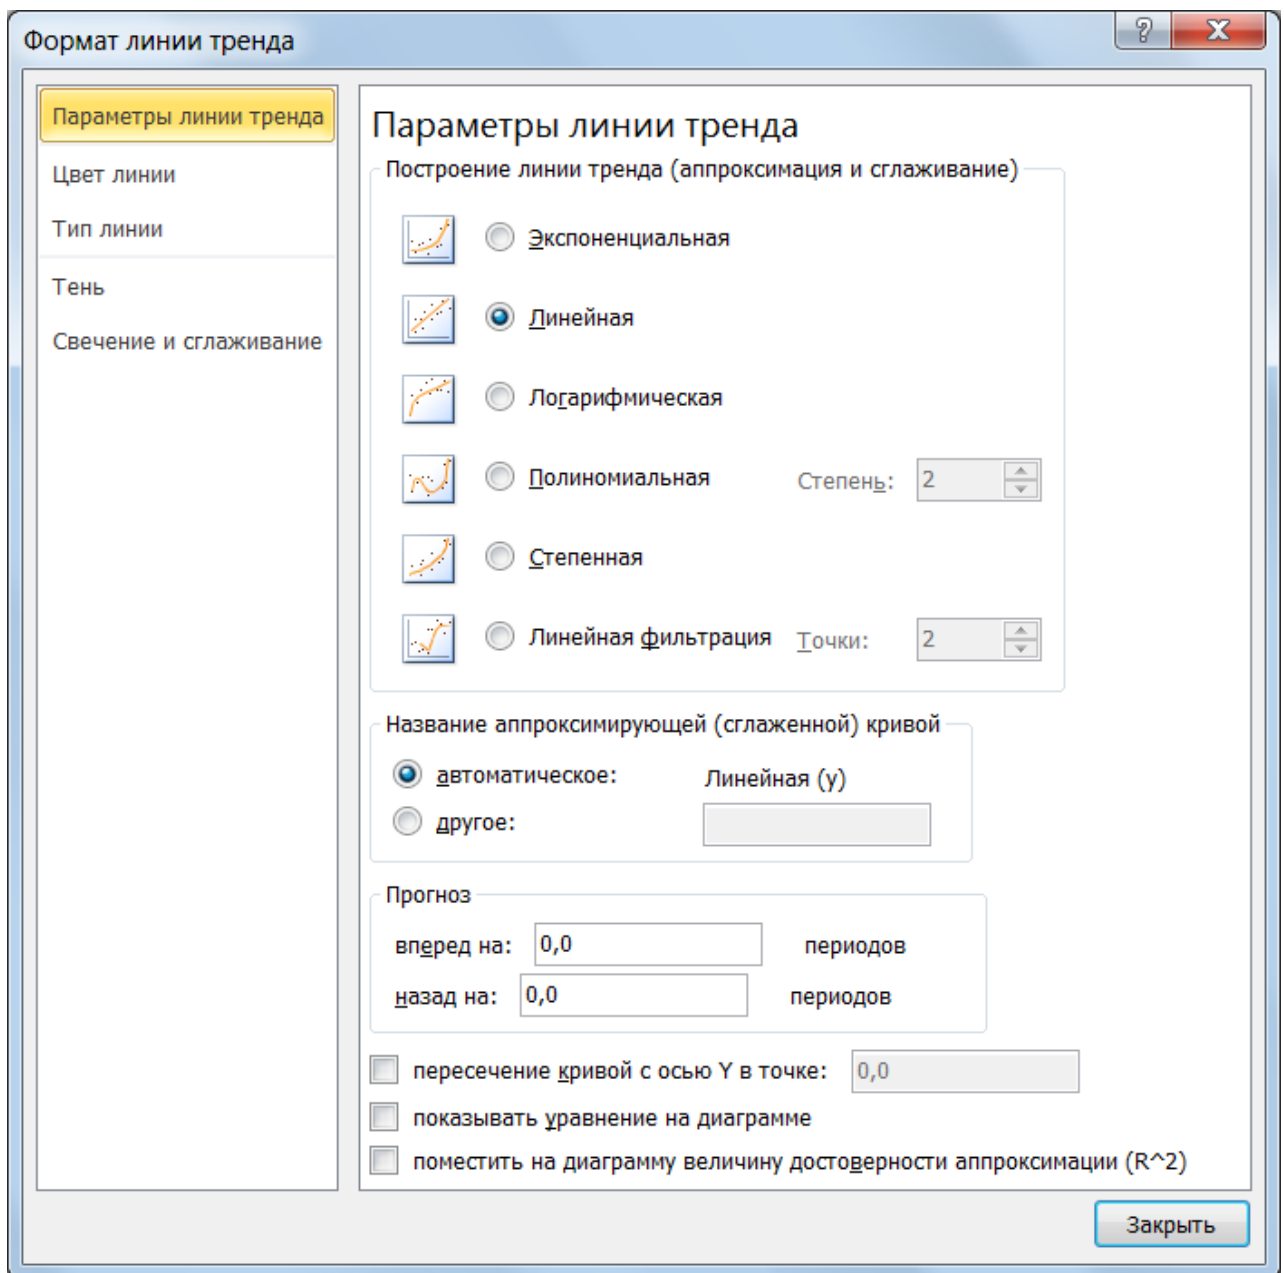 Формат линии тренда
?
X
Параметры линии тренда
Цвет линии
Тип линии
Тень
Свечение и сглаживание
Параметры линии тренда
Построение линии тренда (аппроксимация и сглаживание)
Экспоненциальная
Линейная
Логарифмическая
Полиномиальная Степень: 2
Степенная
Линейная фильтрация Точки: 2
Название аппроксимирующей (сглаженной) кривой
автоматическое: Линейная (y)
другое:
Прогноз
вперед на: 0,0 периодов
назад на: 0,0 периодов
пересечение кривой с осью Y в точке: 0,0
показывать уравнение на диаграмме
поместить на диаграмму величину достоверности аппроксимации (R^2)
Закрыть